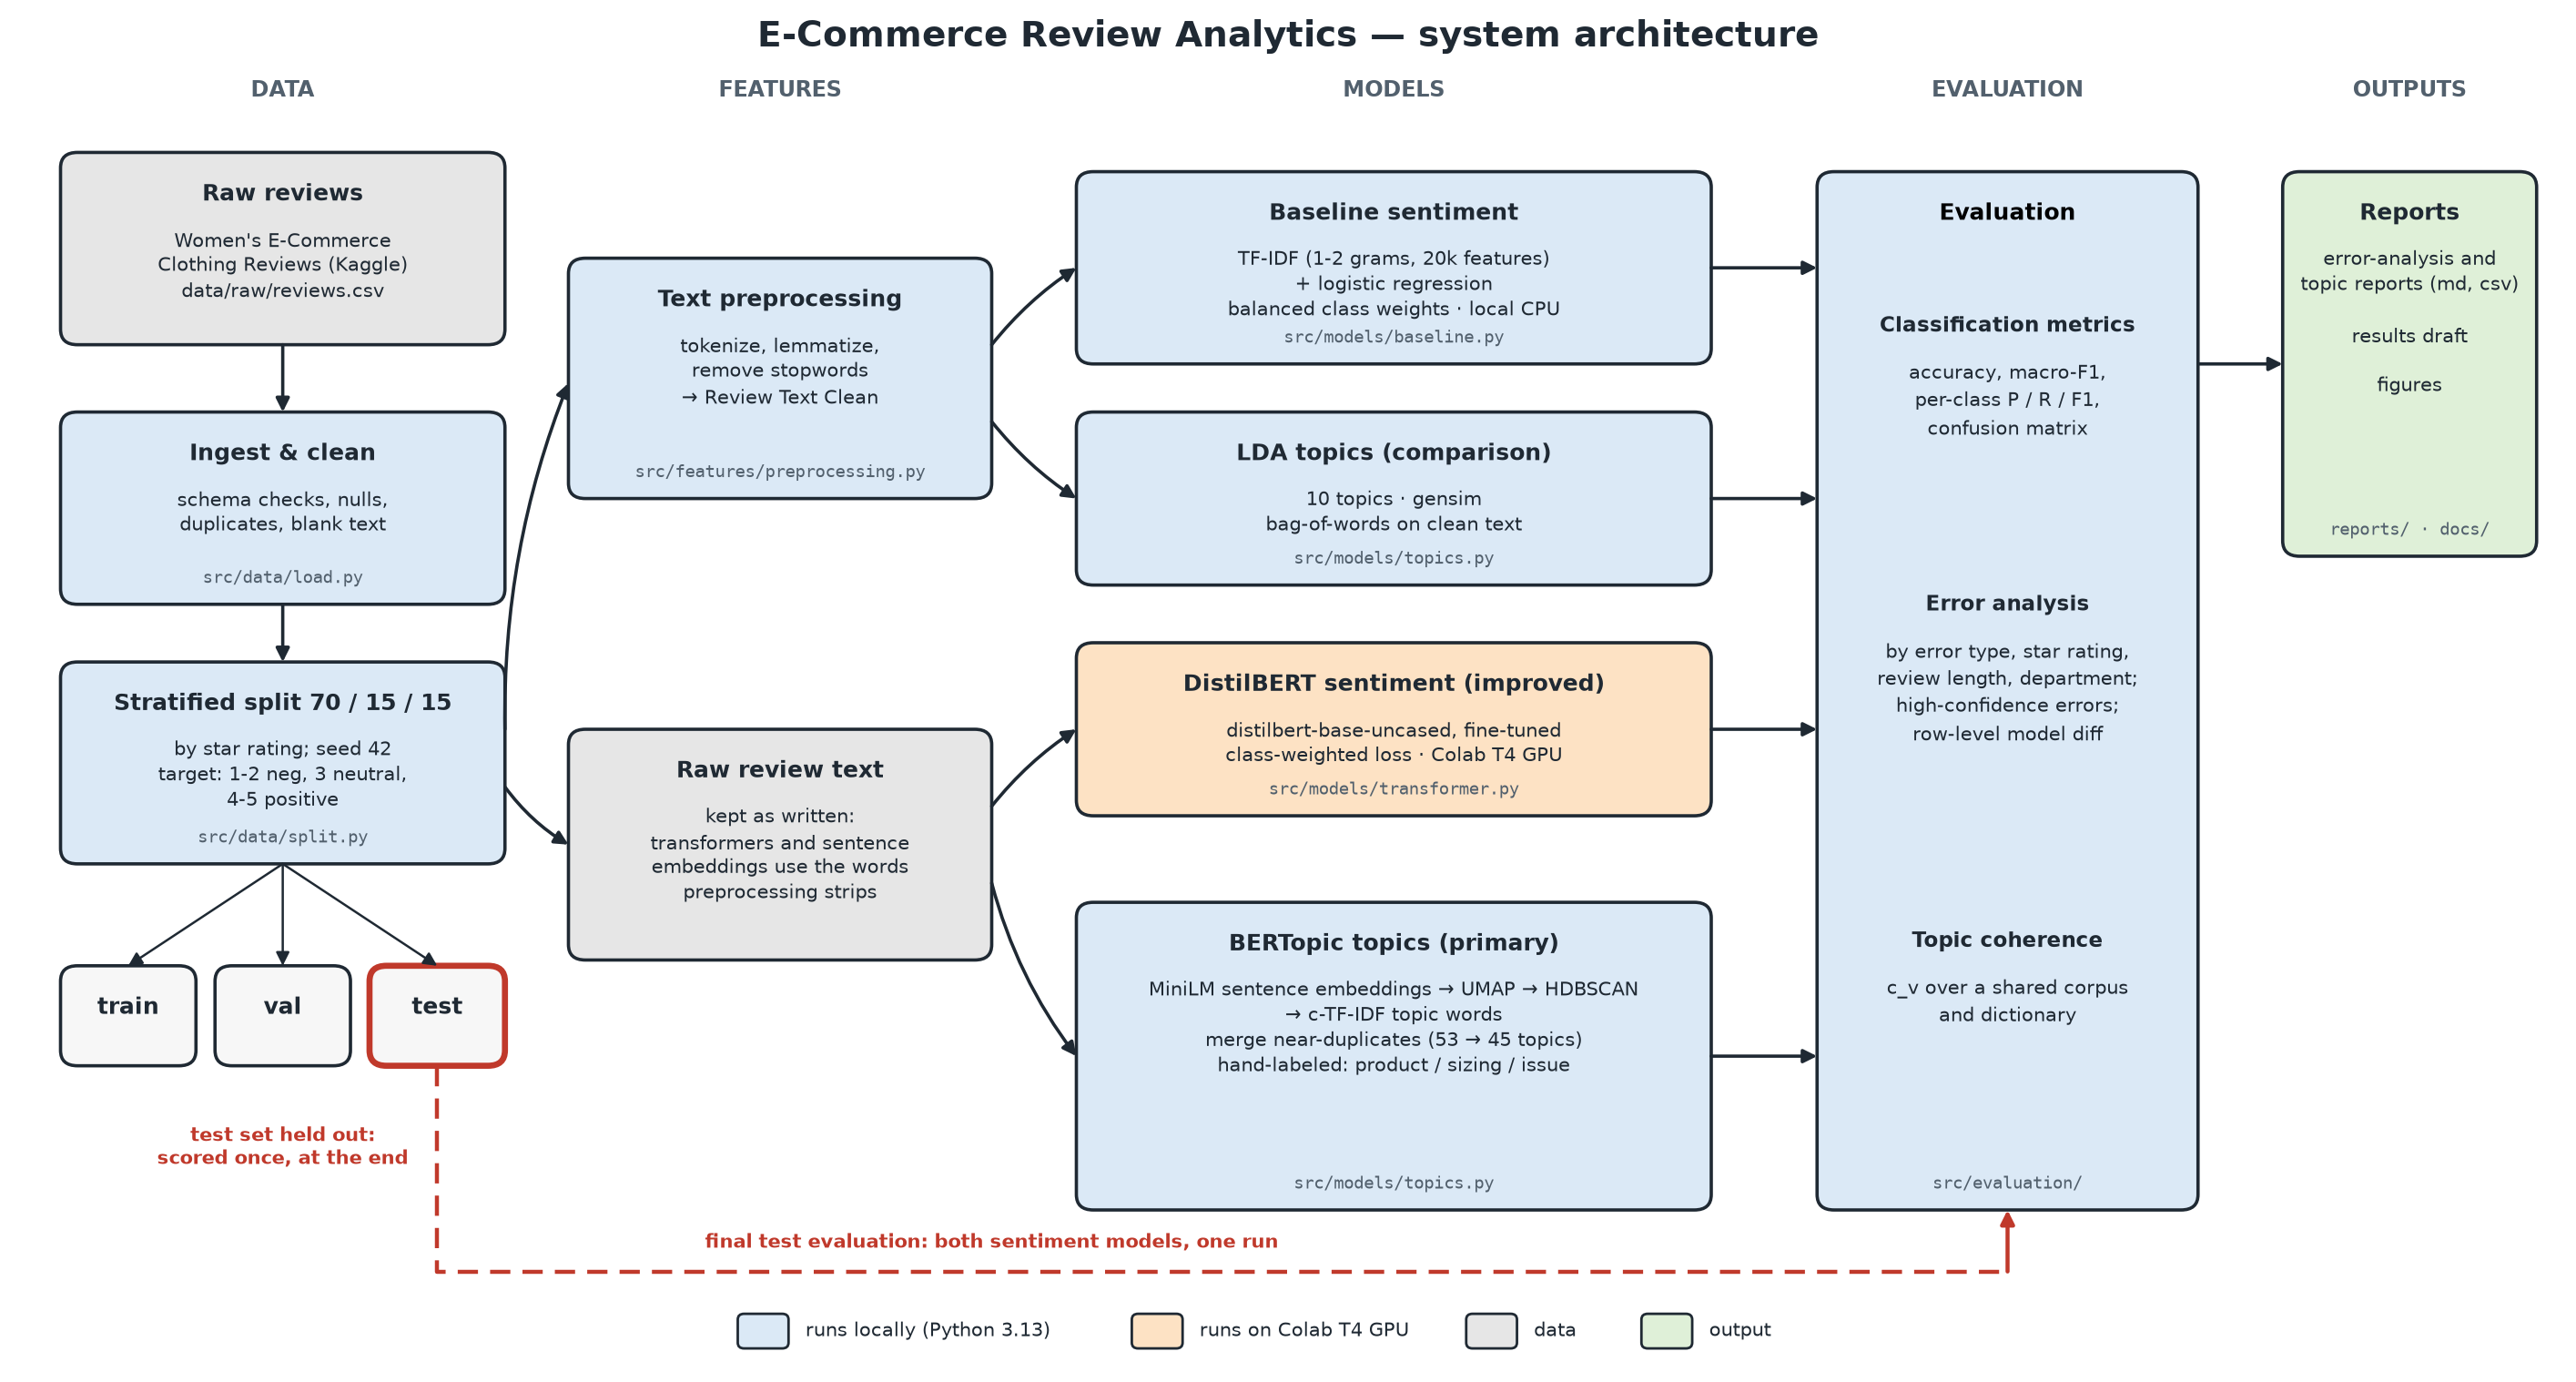 E-Commerce Review Analytics — system architecture
DATA
FEATURES
MODELS
EVALUATION
OUTPUTS
Raw reviews
Women's E-Commerce
Clothing Reviews (Kaggle)
data/raw/reviews.csv
Ingest & clean
schema checks, nulls,
duplicates, blank text
src/data/load.py
Stratified split 70 / 15 / 15
by star rating; seed 42
target: 1-2 neg, 3 neutral,
4-5 positive
src/data/split.py
train
val
test
test set held out:
scored once, at the end
Text preprocessing
tokenize, lemmatize,
remove stopwords
→ Review Text Clean
src/features/preprocessing.py
Raw review text
kept as written:
transformers and sentence
embeddings use the words
preprocessing strips
Baseline sentiment
TF-IDF (1-2 grams, 20k features)
+ logistic regression
balanced class weights · local CPU
src/models/baseline.py
LDA topics (comparison)
10 topics · gensim
bag-of-words on clean text
src/models/topics.py
DistilBERT sentiment (improved)
distilbert-base-uncased, fine-tuned
class-weighted loss · Colab T4 GPU
src/models/transformer.py
BERTopic topics (primary)
MiniLM sentence embeddings → UMAP → HDBSCAN
→ c-TF-IDF topic words
merge near-duplicates (53 → 45 topics)
hand-labeled: product / sizing / issue
src/models/topics.py
Evaluation
Classification metrics
accuracy, macro-F1,
per-class P / R / F1,
confusion matrix
Error analysis
by error type, star rating,
review length, department;
high-confidence errors;
row-level model diff
Topic coherence
c_v over a shared corpus
and dictionary
src/evaluation/
Reports
error-analysis and
topic reports (md, csv)
results draft
figures
reports/ · docs/
final test evaluation: both sentiment models, one run
runs locally (Python 3.13)
runs on Colab T4 GPU
data
output